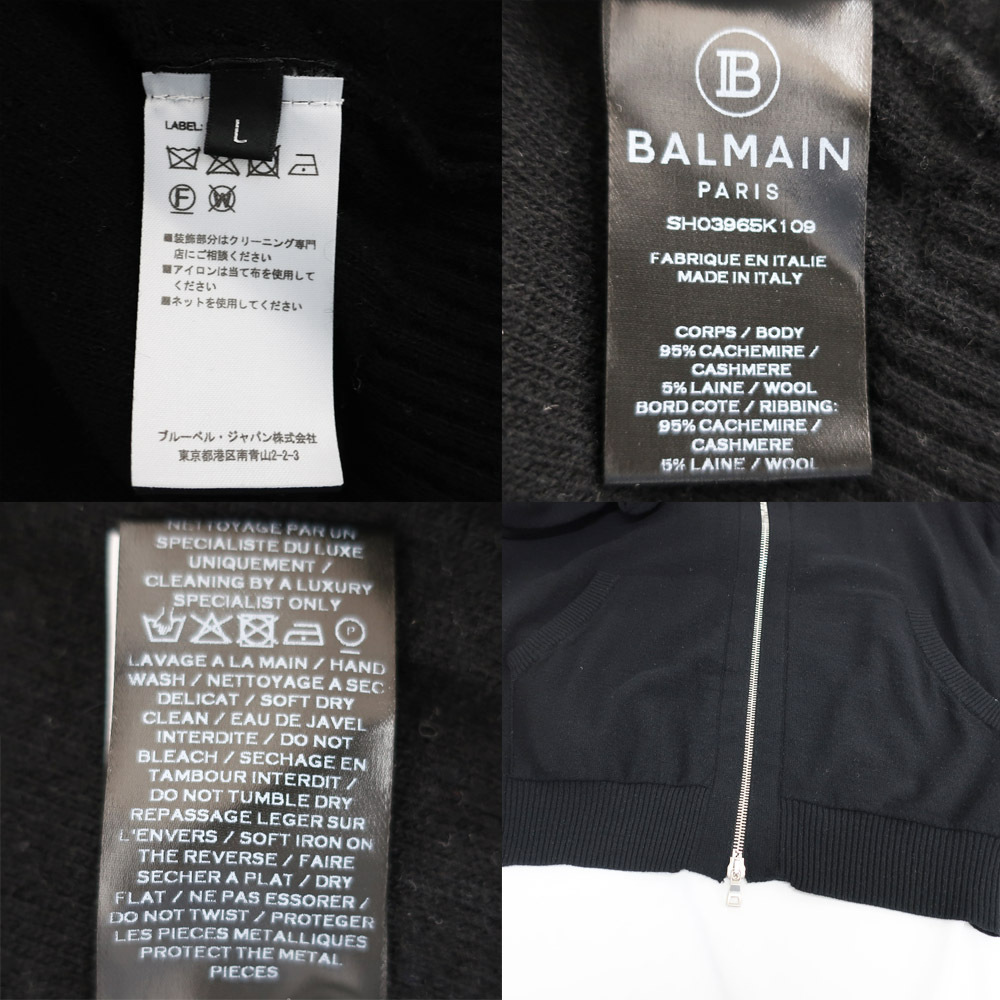 LABEL:
L
F
W
■装飾部分はクリーニング専門
店にご相談ください
■アイロンは当て布を使用して
ください
■ネットを使用してください
ブルーベル・ジャパン株式会社
東京都港区南青山2-2-3
B
BALMAIN
PARIS
SH03965K109
FABRIQUE EN ITALIE
MADE IN ITALY
CORPS / BODY
95% CACHEMIRE /
CASHMERE
5% LAINE / WOOL
BORD COTE / RIBBING:
95% CACHEMIRE /
CASHMERE
5% LAINE / WOOL
NETTOYAGE PAR UN
SPECIALISTE DU LUXE
UNIQUEMENT /
CLEANING BY A LUXURY
SPECIALIST ONLY
P
LAVAGE A LA MAIN / HAND
WASH / NETTOYAGE A SEC
DELICAT / SOFT DRY
CLEAN / EAU DE JAVEL
INTERDITE / DO NOT
BLEACH / SECHAGE EN
TAMBOUR INTERDIT /
DO NOT TUMBLE DRY
REPASSAGE LEGER SUR
L'ENVERS / SOFT IRON ON
THE REVERSE / FAIRE
SECHER A PLAT / DRY
FLAT / NE PAS ESSORER /
DO NOT TWIST / PROTEGER
LES PIECES METALLIQUES
PROTECT THE METAL
PIECES